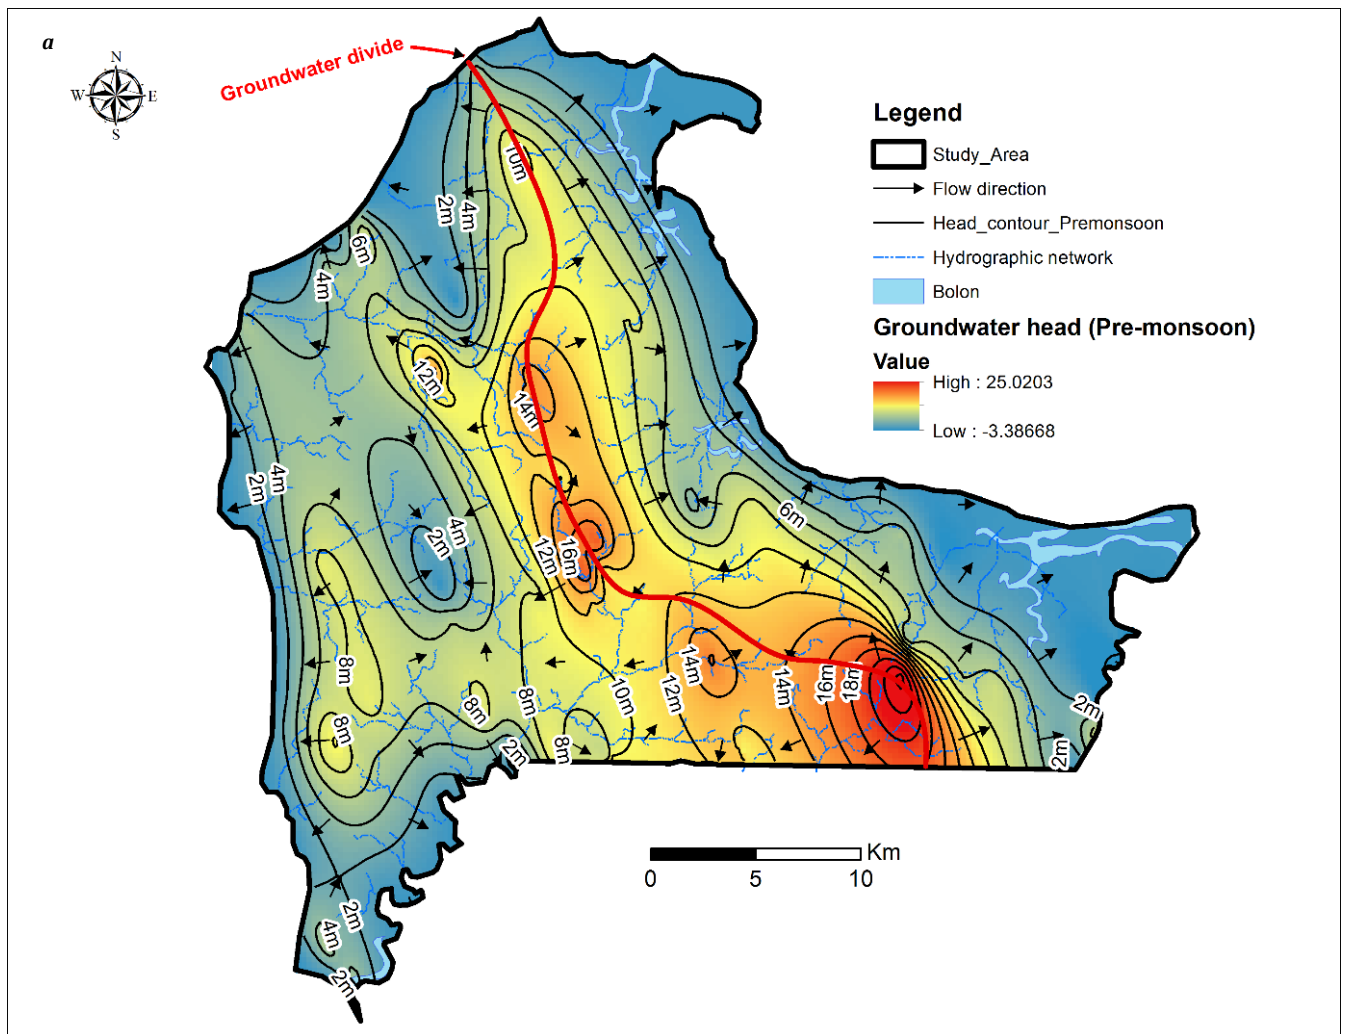 a
N
W E
S
Groundwater divide
Legend
Study_Area
Flow direction
Head_contour_Premonsoon
Hydrographic network
Bolon
Groundwater head (Pre-monsoon)
Value
High : 25.0203
Low : -3.38668
10m
2m
4m
6m
4m
12m
14m
4m
2m
4m
2m
6m
12m
16m
8m
8m
8m
8m
8m
10m
12m
14m
14m
16m
18m
2m
2m
2m
2m
4m
2m
Km
0 5 10